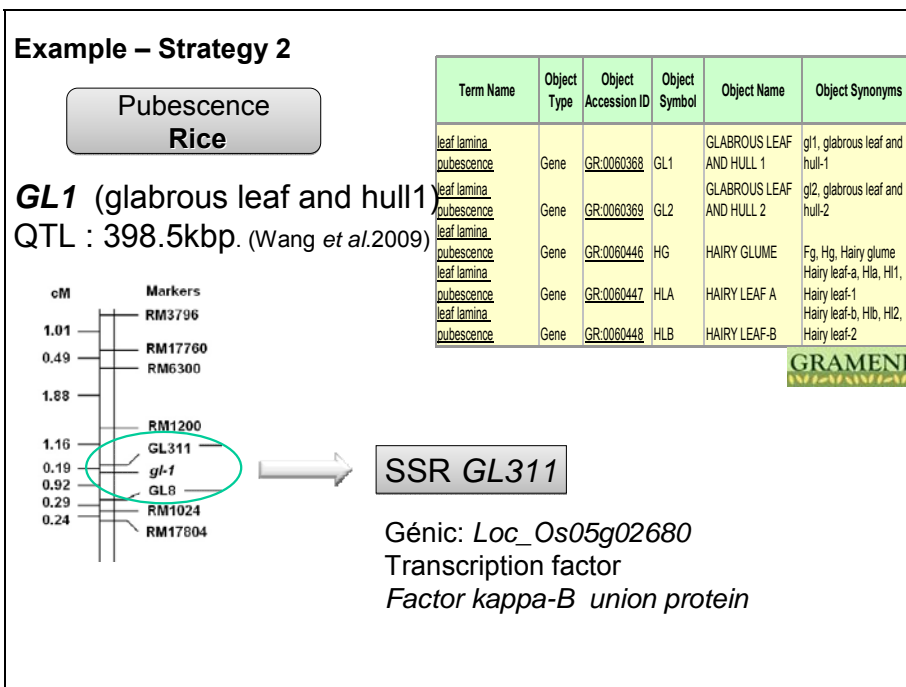 Example – Strategy 2
Pubescence
Rice
GL1 (glabrous leaf and hull1)
QTL : 398.5kbp. (Wang et al.2009)
Term Name Object Type Object Accession ID Object Symbol Object Name Object Synonyms
leaf lamina pubescence Gene GR:0060368 GL1 GLABROUS LEAF AND HULL 1 gl1, glabrous leaf and hull-1
leaf lamina pubescence Gene GR:0060369 GL2 GLABROUS LEAF AND HULL 2 gl2, glabrous leaf and hull-2
leaf lamina pubescence Gene GR:0060446 HG HAIRY GLUME Fg, Hg, Hairy glume
leaf lamina pubescence Gene GR:0060447 HLA HAIRY LEAF A Hairy leaf-a, Hla, Hl1, Hairy leaf-1
leaf lamina pubescence Gene GR:0060448 HLB HAIRY LEAF-B Hairy leaf-b, Hlb, Hl2, Hairy leaf-2
GRAMENE
cM Markers
RM3796
1.01
RM17760
0.49
RM6300
1.88
RM1200
1.16
GL311
0.19
gl-1
0.92
GL8
0.29
RM1024
0.24
RM17804
SSR GL311
Génic: Loc_Os05g02680
Transcription factor
Factor kappa-B union protein